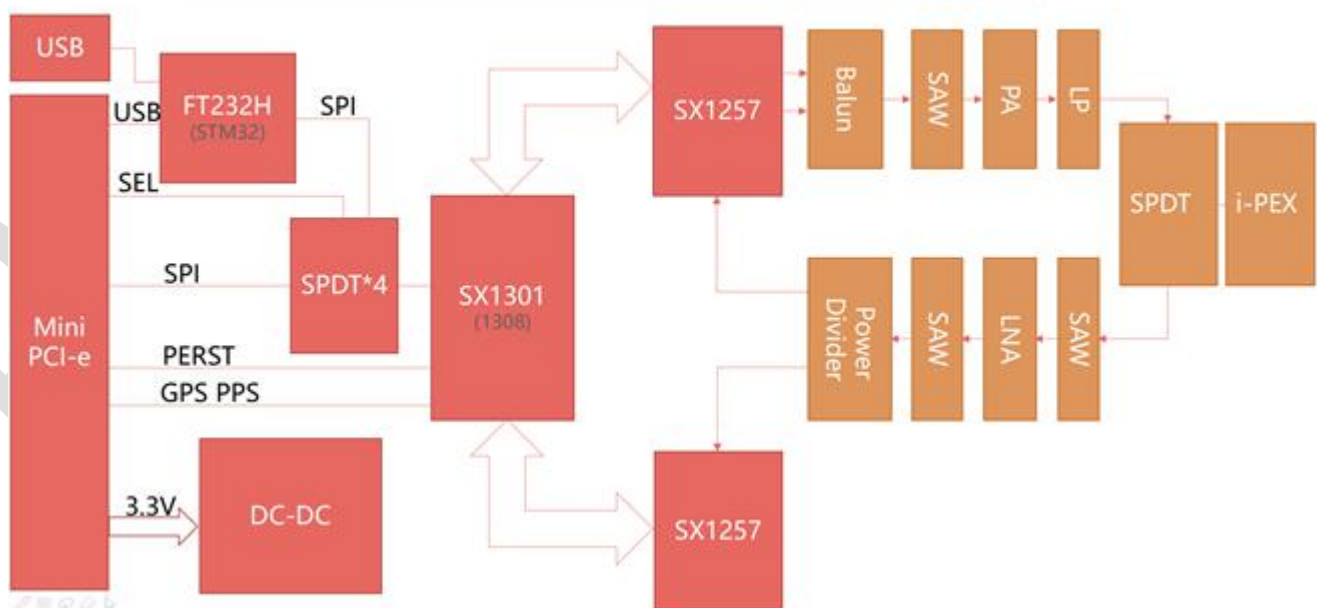 USB
USB
FT232H
(STM32)
SPI
SEL
SPI
SPDT*4
Mini
PCI-e
PERST
GPS PPS
3.3V
DC-DC
SX1301
(1308)
SX1257
Balun
SAW
PA
LP
SPDT
i-PEX
Power
Divider
SAW
LNA
SAW
SX1257